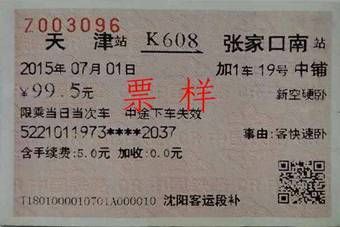 Z003096
天津站 K608 张家口南站
2015年07月01日 加1车19号中铺
¥99.5元 票样 新空硬卧
限乘当日当次车 中途下车失效
5221011973****2037 事由:客快速卧
含手续费:5.0元 加收:0.0元
T1801000010701A000010 沈阳客运段补